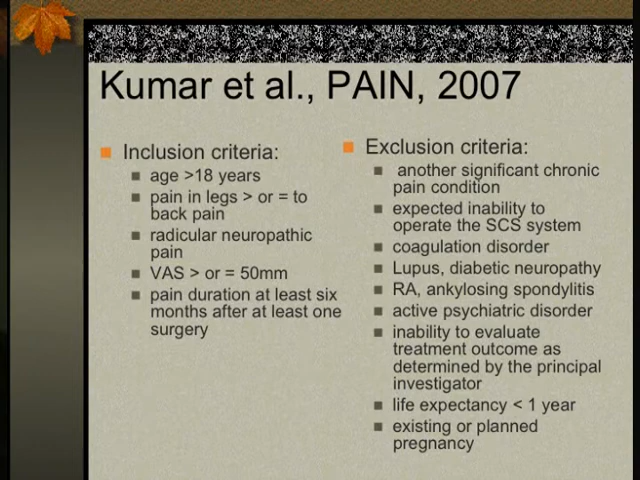 Kumar et al., PAIN, 2007
Inclusion criteria:
age >18 years
pain in legs > or = to
back pain
radicular neuropathic
pain
VAS > or = 50mm
pain duration at least six
months after at least one
surgery
Exclusion criteria:
another significant chronic
pain condition
expected inability to
operate the SCS system
coagulation disorder
Lupus, diabetic neuropathy
RA, ankylosing spondylitis
active psychiatric disorder
inability to evaluate
treatment outcome as
determined by the principal
investigator
life expectancy < 1 year
existing or planned
pregnancy